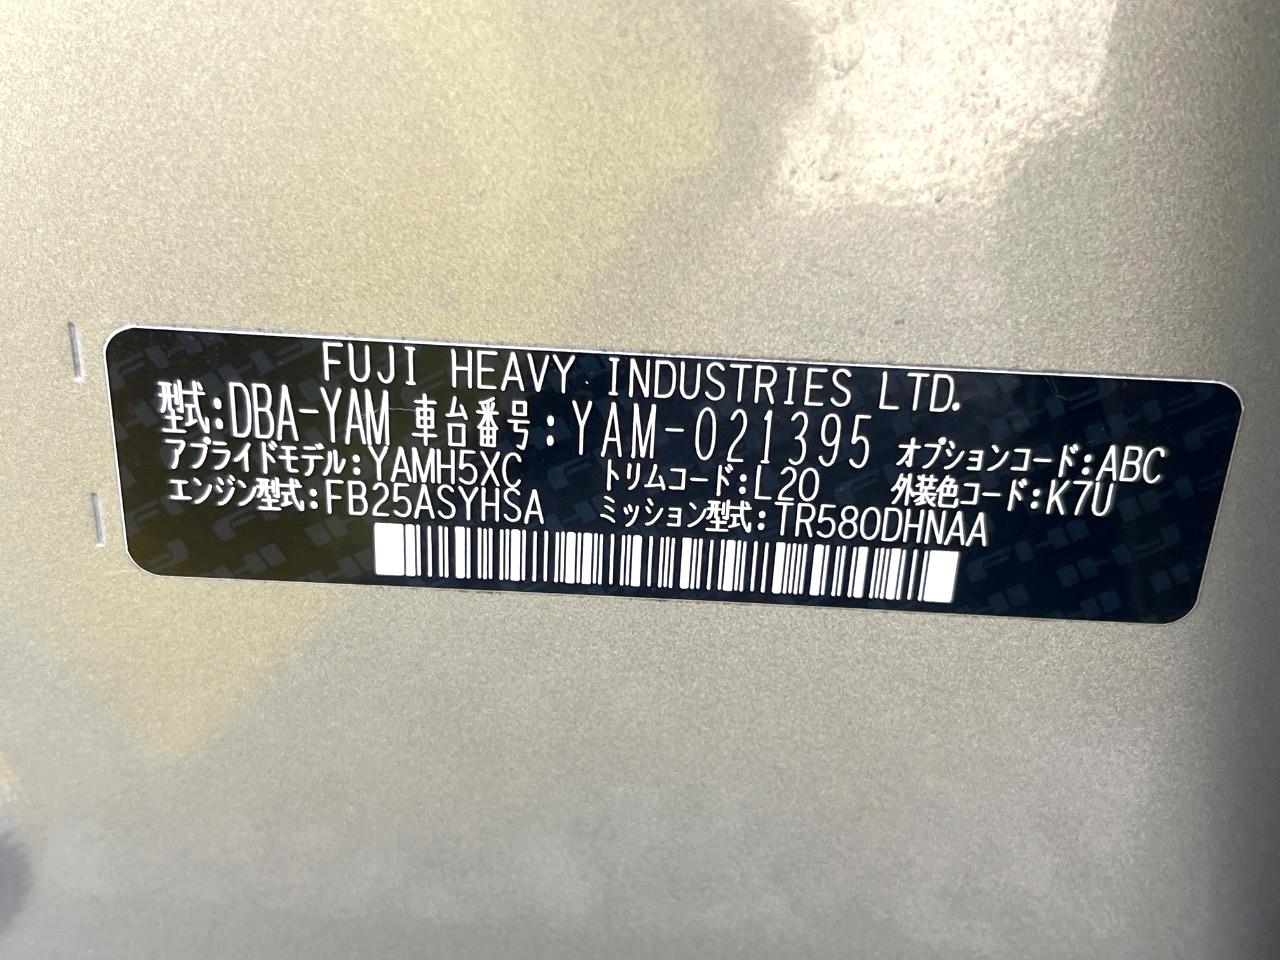 FUJI HEAVY INDUSTRIES LTD.
型式:DBA-YAM 車台番号:YAM-021395 オプションコード:ABC
アプライドモデル:YAMH5XC トリムコード:L20 外装色コード:K7U
エンジン型式:FB25ASYHSA ミッション型式:TR580DHNAA